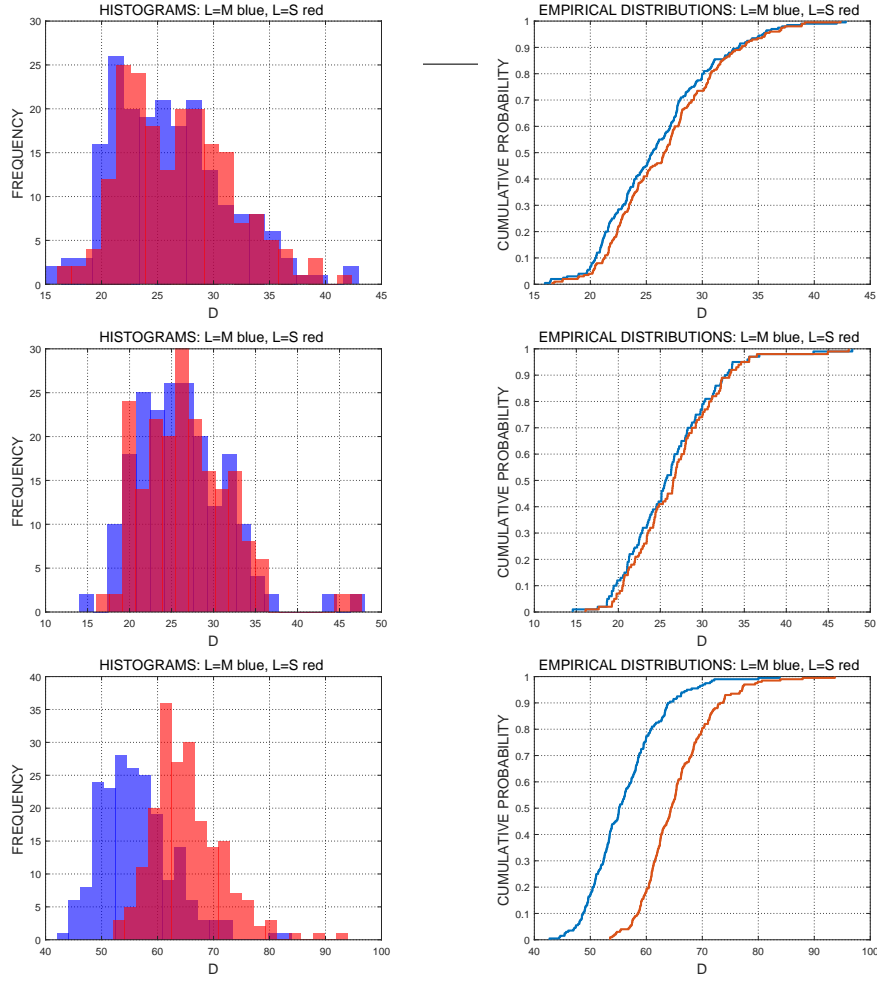 HISTOGRAMS: L=M blue, L=S red
30
25
20
15
10
5
0
FREQUENCY
15 20 25 30 35 40 45
D
EMPIRICAL DISTRIBUTIONS: L=M blue, L=S red
1
0.9
0.8
0.7
0.6
0.5
0.4
0.3
0.2
0.1
0
CUMULATIVE PROBABILITY
15 20 25 30 35 40 45
D
HISTOGRAMS: L=M blue, L=S red
30
25
20
15
10
5
0
FREQUENCY
10 15 20 25 30 35 40 45 50
D
EMPIRICAL DISTRIBUTIONS: L=M blue, L=S red
1
0.9
0.8
0.7
0.6
0.5
0.4
0.3
0.2
0.1
0
CUMULATIVE PROBABILITY
10 15 20 25 30 35 40 45 50
D
HISTOGRAMS: L=M blue, L=S red
40
35
30
25
20
15
10
5
0
FREQUENCY
40 50 60 70 80 90 100
D
EMPIRICAL DISTRIBUTIONS: L=M blue, L=S red
1
0.9
0.8
0.7
0.6
0.5
0.4
0.3
0.2
0.1
0
CUMULATIVE PROBABILITY
40 50 60 70 80 90 100
D